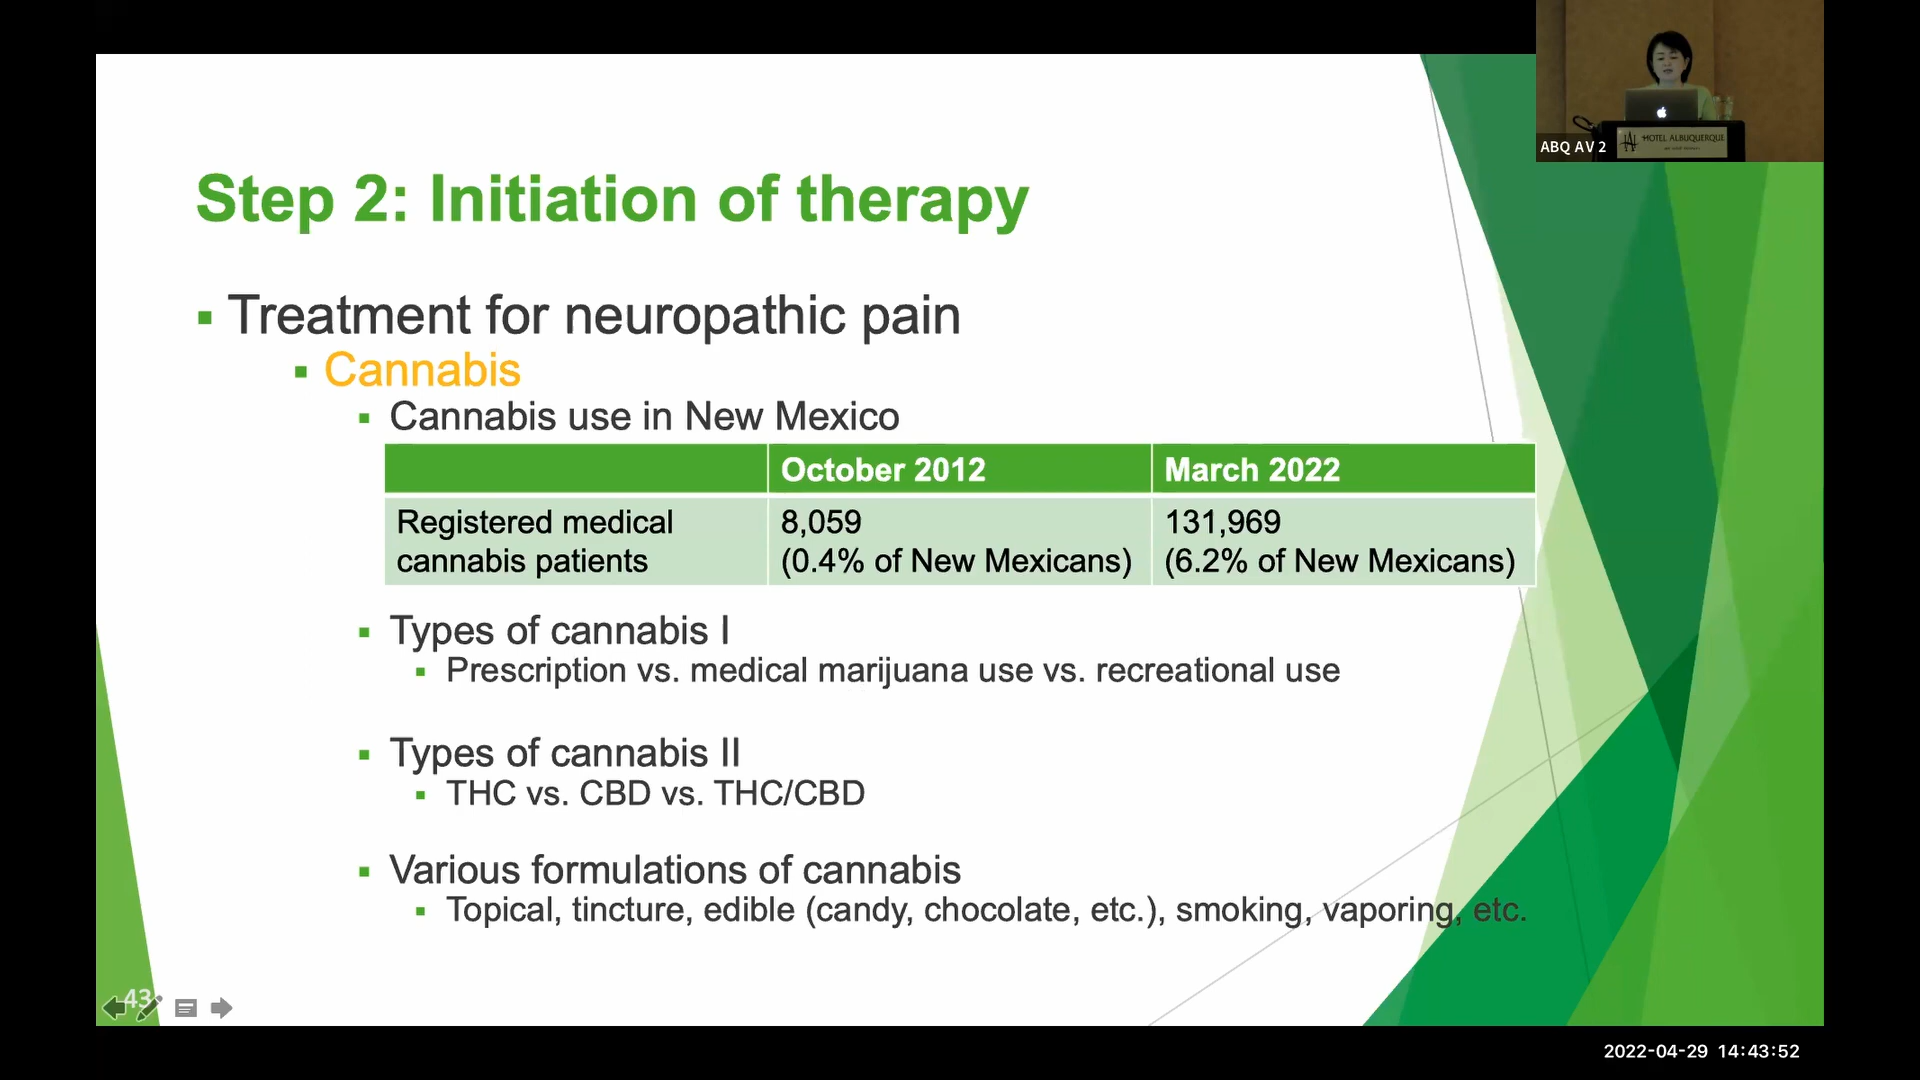 ABQ AV 2
HOTEL ALBUQUERQUE
Step 2: Initiation of therapy
▪ Treatment for neuropathic pain
▪ Cannabis
▪ Cannabis use in New Mexico
October 2012 March 2022
Registered medical 8,059 131,969
cannabis patients (0.4% of New Mexicans) (6.2% of New Mexicans)
▪ Types of cannabis I
▪ Prescription vs. medical marijuana use vs. recreational use
▪ Types of cannabis II
▪ THC vs. CBD vs. THC/CBD
▪ Various formulations of cannabis
▪ Topical, tincture, edible (candy, chocolate, etc.), smoking, vaporing, etc.
43
2022-04-29 14:43:52